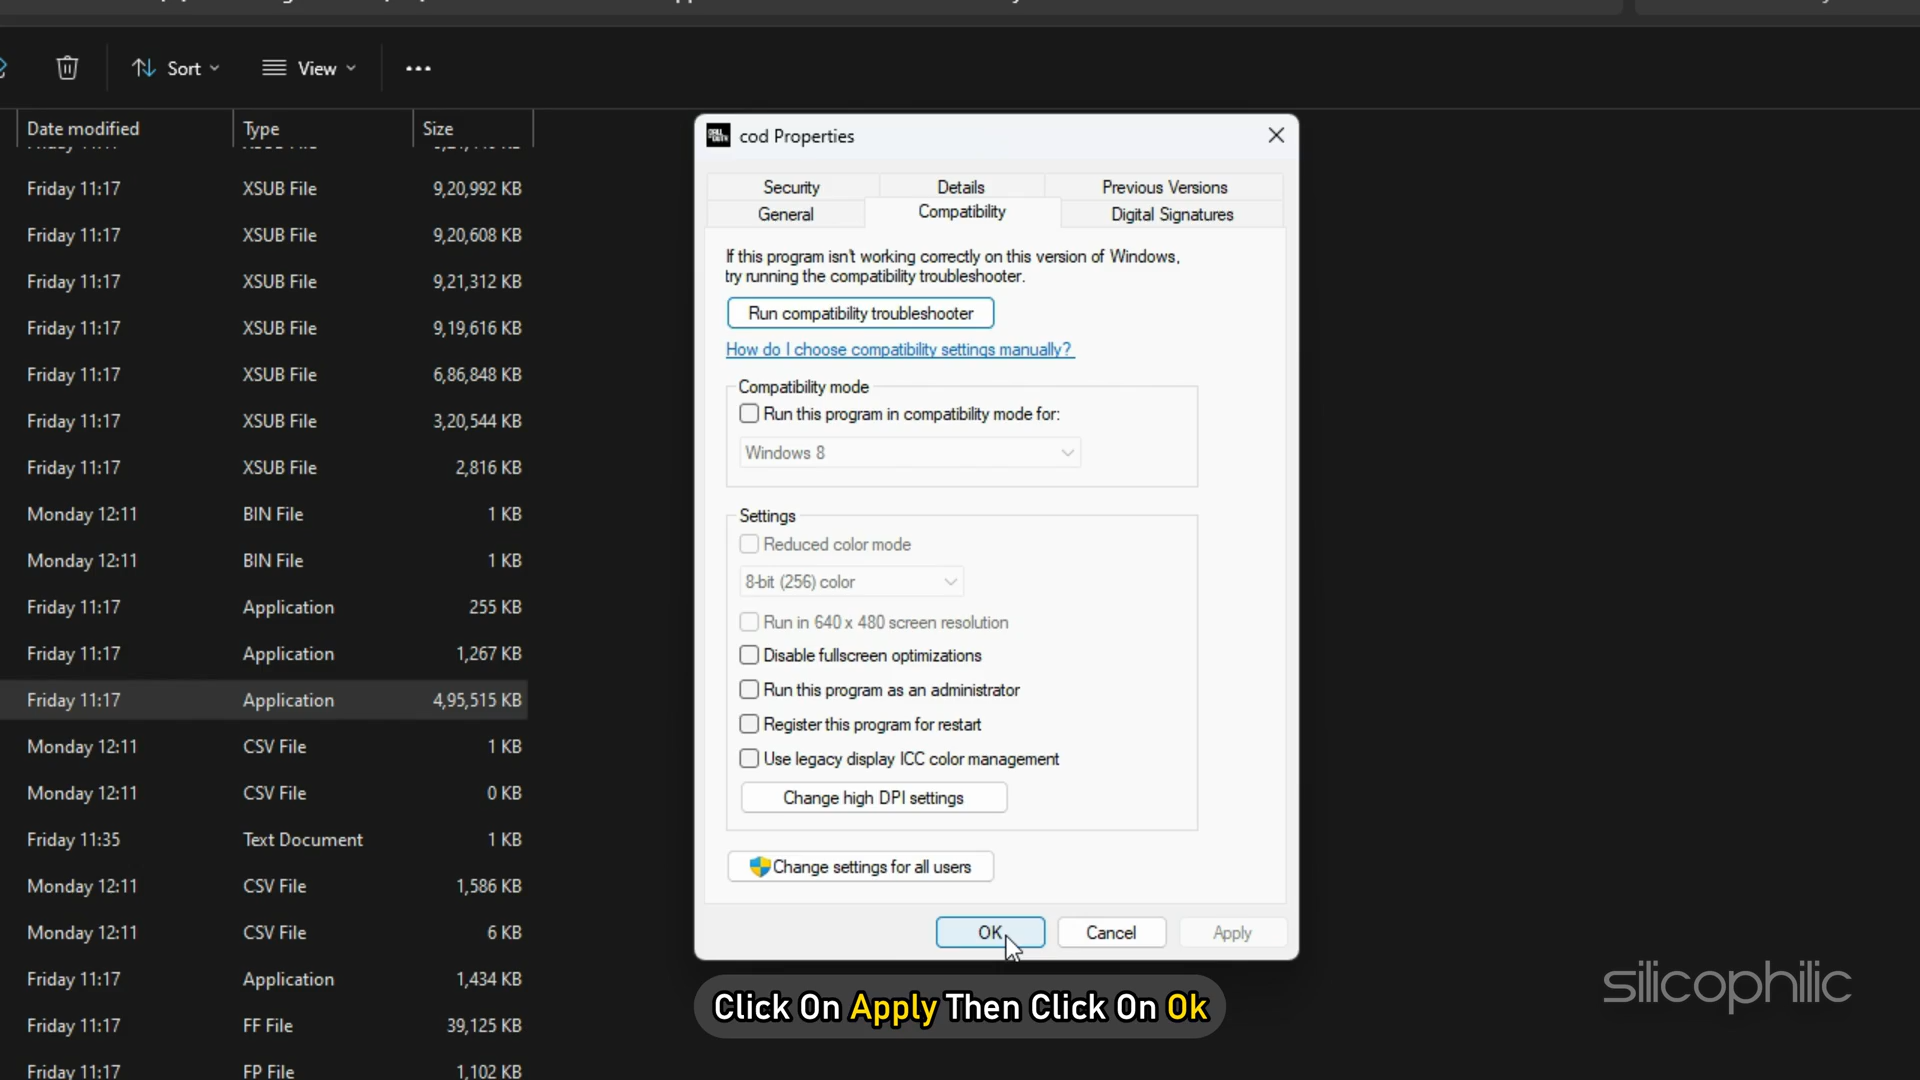 Sort
View
Date modified
Type
Size
Friday 11:17
XSUB File
9,20,992 KB
Friday 11:17
XSUB File
9,20,608 KB
Friday 11:17
XSUB File
9,21,312 KB
Friday 11:17
XSUB File
9,19,616 KB
Friday 11:17
XSUB File
6,86,848 KB
Friday 11:17
XSUB File
3,20,544 KB
Friday 11:17
XSUB File
2,816 KB
Monday 12:11
BIN File
1 KB
Monday 12:11
BIN File
1 KB
Friday 11:17
Application
255 KB
Friday 11:17
Application
1,267 KB
Friday 11:17
Application
4,95,515 KB
Monday 12:11
CSV File
1 KB
Monday 12:11
CSV File
0 KB
Friday 11:35
Text Document
1 KB
Monday 12:11
CSV File
1,586 KB
Monday 12:11
CSV File
6 KB
Friday 11:17
Application
1,434 KB
Friday 11:17
FF File
39,125 KB
Friday 11:17
FP File
1,102 KB
cod Properties
Security
Details
Previous Versions
General
Compatibility
Digital Signatures
If this program isn't working correctly on this version of Windows,
try running the compatibility troubleshooter.
Run compatibility troubleshooter
How do I choose compatibility settings manually?
Compatibility mode
Run this program in compatibility mode for:
Windows 8
Settings
Reduced color mode
8-bit (256) color
Run in 640 x 480 screen resolution
Disable fullscreen optimizations
Run this program as an administrator
Register this program for restart
Use legacy display ICC color management
Change high DPI settings
Change settings for all users
OK
Cancel
Apply
Click On Apply Then Click On Ok
silicophilic